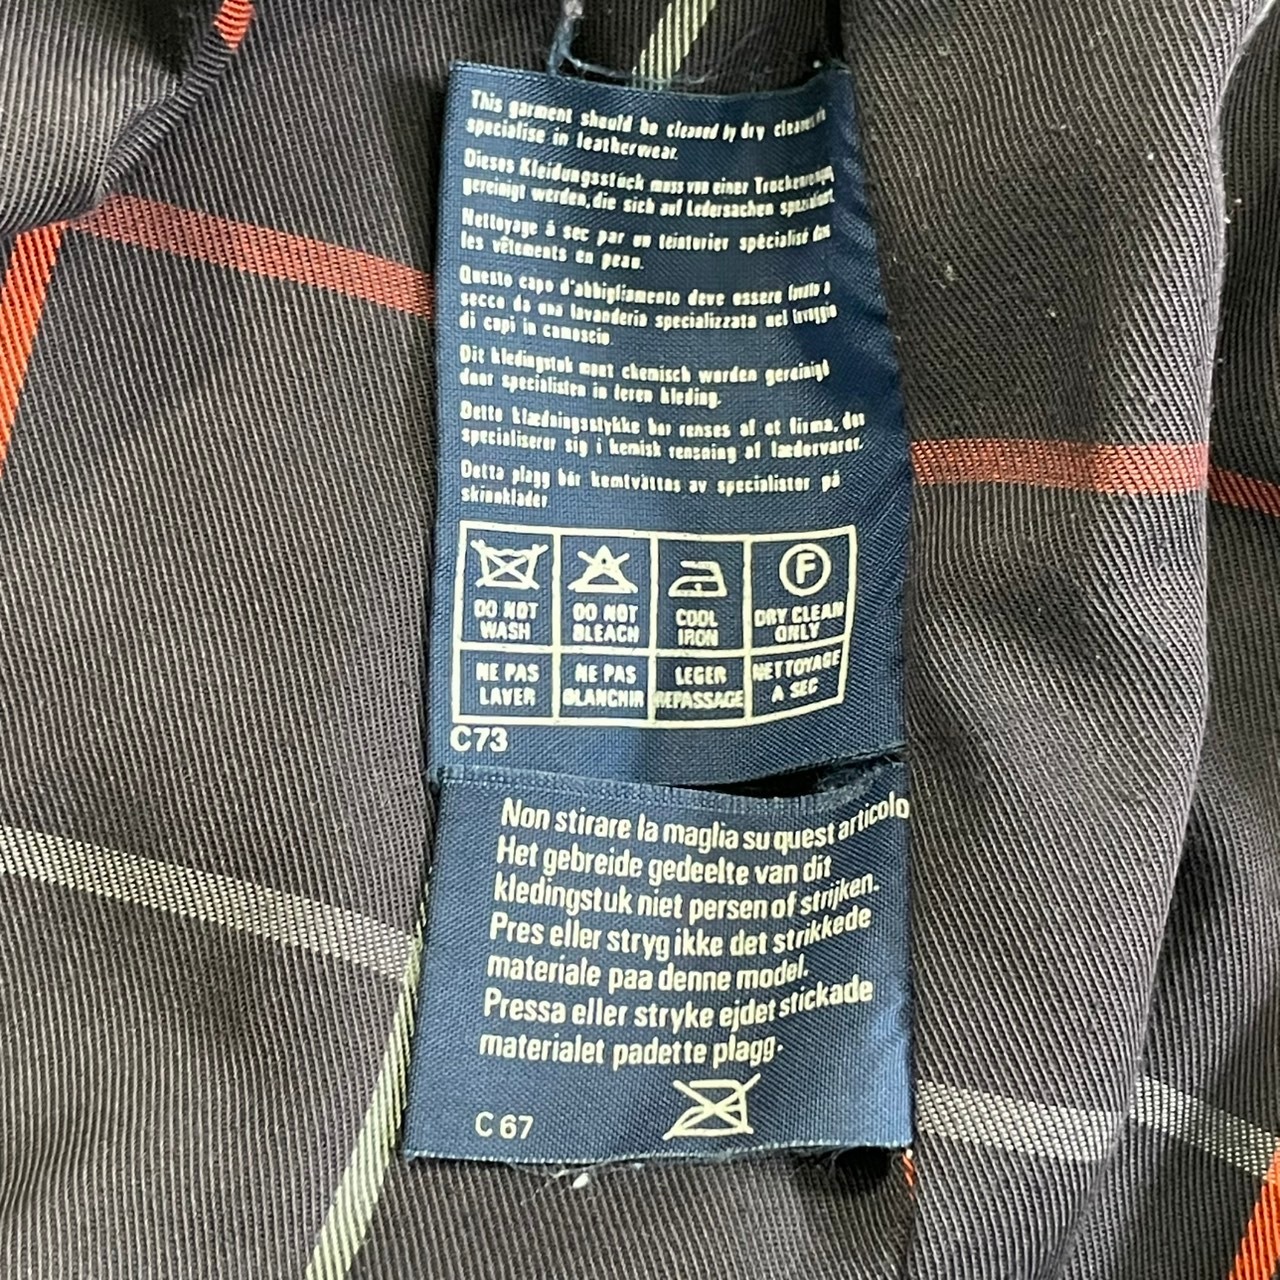 This garment should be cleaned by dry cleaners who
specialise in leatherwear.
Dieses Kleidungsstück muss von einer Trockenreinigung
gereinigt werden, die sich auf Ledersachen spezialisiert.
Nettoyage à sec par un teinturier spécialisé dans
les vêtements en peau.
Questo capo d'abbigliamento deve essere lavato a
secco da una lavanderia specializzata nel lavaggio
di capi in camoscio
Dit kledingstuk moet chemisch worden gereinigt
door specialisten in leren kleding.
Dette klædningsstykke bor renses af et firma, der
specialiserer sig i kemisk rensning af lædervarer.
Detta plagg bör kemtvättas av specialister på
skinnkläder
DO NOT WASH
DO NOT BLEACH
COOL IRON
F
DRY CLEAN ONLY
NE PAS LAVER
NE PAS BLANCHIR
LEGER REPASSAGE
NETTOYAGE A SEC
C73
Non stirare la maglia su quest articolo
Het gebreide gedeelte van dit
kledingstuk niet persen of strijken.
Pres eller stryg ikke det strikkede
materiale paa denne model.
Pressa eller stryke ej det stickade
materialet padette plagg.
C 67